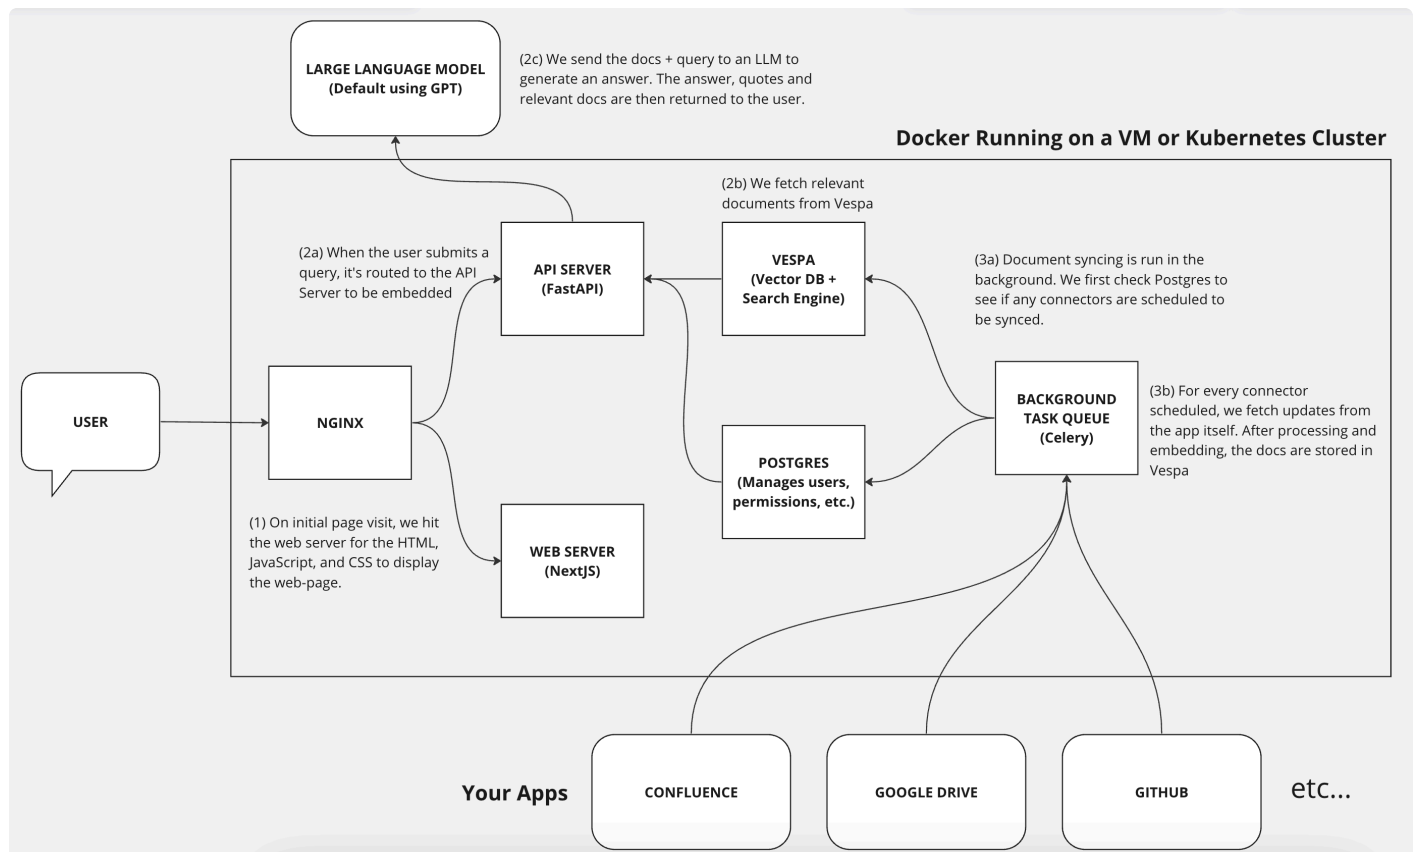 LARGE LANGUAGE MODEL
(Default using GPT)
(2c) We send the docs + query to an LLM to
generate an answer. The answer, quotes and
relevant docs are then returned to the user.
Docker Running on a VM or Kubernetes Cluster
(2b) We fetch relevant
documents from Vespa
(2a) When the user submits a
query, it's routed to the API
Server to be embedded
API SERVER
(FastAPI)
VESPA
(Vector DB +
Search Engine)
(3a) Document syncing is run in the
background. We first check Postgres to
see if any connectors are scheduled to
be synced.
USER
NGINX
BACKGROUND
TASK QUEUE
(Celery)
(3b) For every connector
scheduled, we fetch updates from
the app itself. After processing and
embedding, the docs are stored in
Vespa
POSTGRES
(Manages users,
permissions, etc.)
(1) On initial page visit, we hit
the web server for the HTML,
JavaScript, and CSS to display
the web-page.
WEB SERVER
(NextJS)
Your Apps
CONFLUENCE
GOOGLE DRIVE
GITHUB
etc...